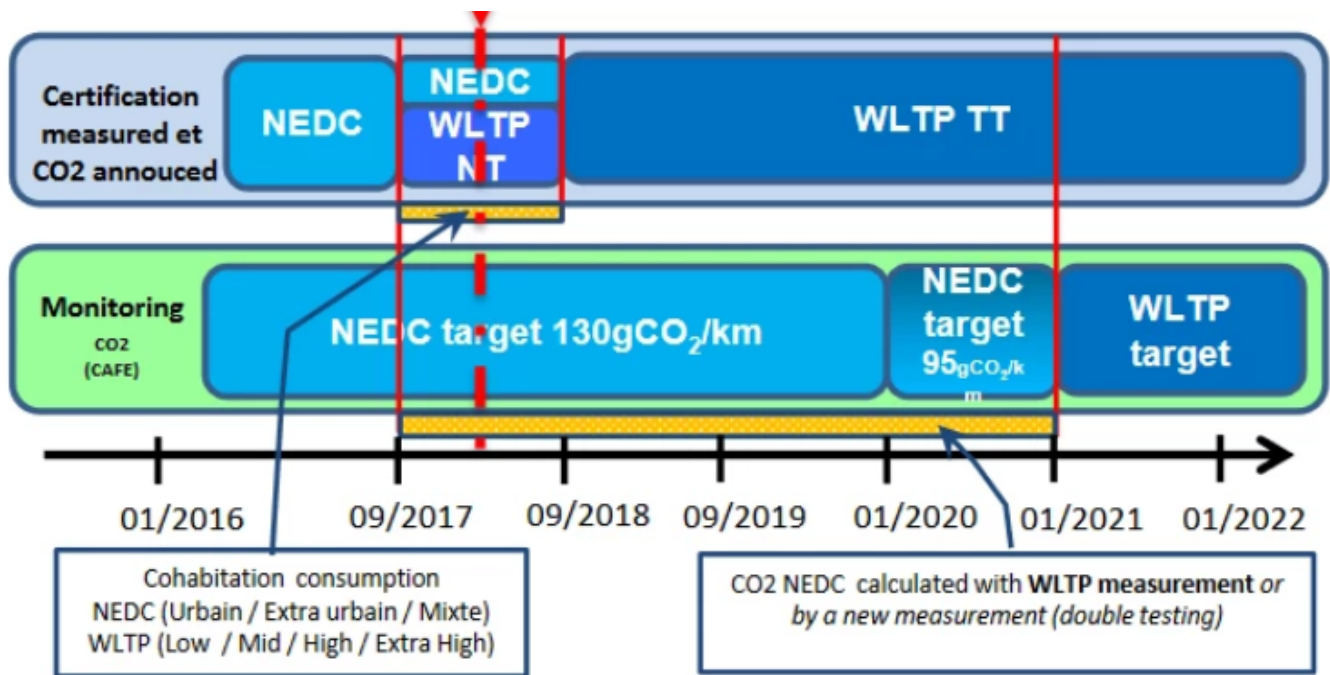 Certification
measured et
CO2 annouced
NEDC
NEDC
WLTP
NT
WLTP TT
Monitoring
CO2
(CAFE)
NEDC target 130gCO₂/km
NEDC
target
95gCO₂/k
m
WLTP
target
01/2016
09/2017
09/2018
09/2019
01/2020
01/2021
01/2022
Cohabitation consumption
NEDC (Urbain / Extra urbain / Mixte)
WLTP (Low / Mid / High / Extra High)
CO2 NEDC calculated with WLTP measurement or
by a new measurement (double testing)